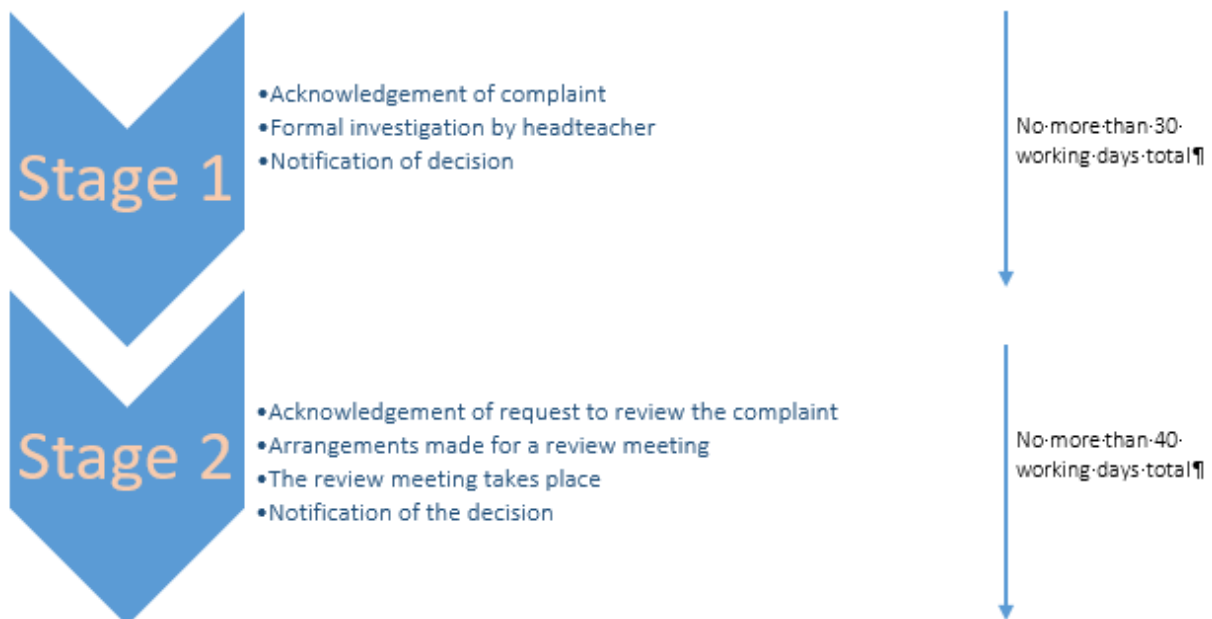 Stage 1
•Acknowledgement of complaint
•Formal investigation by headteacher
•Notification of decision
No·more·than·30·
working·days·total¶
Stage 2
•Acknowledgement of request to review the complaint
•Arrangements made for a review meeting
•The review meeting takes place
•Notification of the decision
No·more·than·40·
working·days·total¶